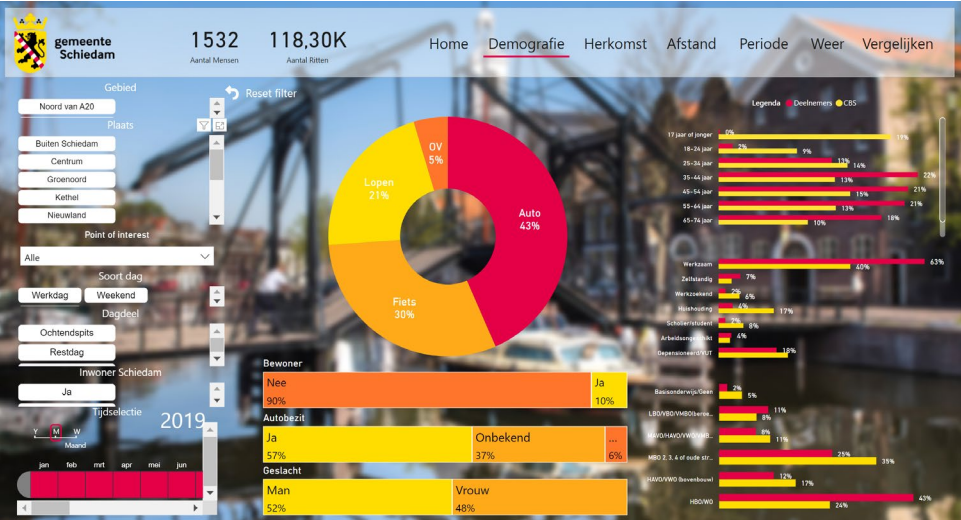 gemeente
Schiedam
1532
Aantal Mensen
118,30K
Aantal Ritten
Home Demografie Herkomst Afstand Periode Weer Vergelijken
Gebied
Noord van A20
Plaats
Buiten Schiedam
Centrum
Groenoord
Kethel
Nieuwland
Point of interest
Alle
Soort dag
Werkdag Weekend
Dagdeel
Ochtendspits
Restdag
Inwoner Schiedam
Ja
Tijdselectie 2019
Y M W
Maand
jan feb mrt apr mei jun
Reset filter
OV
5%
Lopen
21%
Auto
43%
Fiets
30%
Bewoner
Nee Ja
90% 10%
Autobezit
Ja Onbekend ...
57% 37% 6%
Geslacht
Man Vrouw
52% 48%
Legenda Deelnemers CBS
17 jaar of jonger 0% 19%
18-24 jaar 2% 9%
25-34 jaar 13% 14%
35-44 jaar 22% 13%
45-54 jaar 21% 15%
55-64 jaar 21% 13%
65-74 jaar 18% 10%
Werkzaam 63% 40%
Zelfstandig 7%
Werkzoekend 2% 6%
Huishouding 4% 17%
Scholier/student 2% 8%
Arbeidsongeschikt 4%
Gepensioneerd/VUT 18%
Basisonderwijs/Geen 2% 5%
LBO/VBO/VMBO(beroe... 11% 8%
MAVO/HAVO/VWO/VMB... 8% 11%
MBO 2, 3, 4 of oude str... 25% 35%
HAVO/VWO (bovenbouw) 12% 17%
HBO/WO 43% 24%